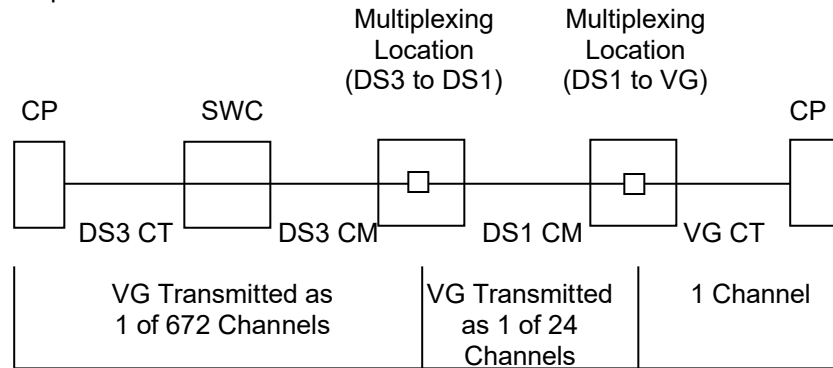 Multiplexing
Location
(DS3 to DS1)
Multiplexing
Location
(DS1 to VG)
CP
SWC
CP
DS3 CT
DS3 CM
DS1 CM
VG CT
VG Transmitted as
1 of 672 Channels
VG Transmitted
as 1 of 24
Channels
1 Channel